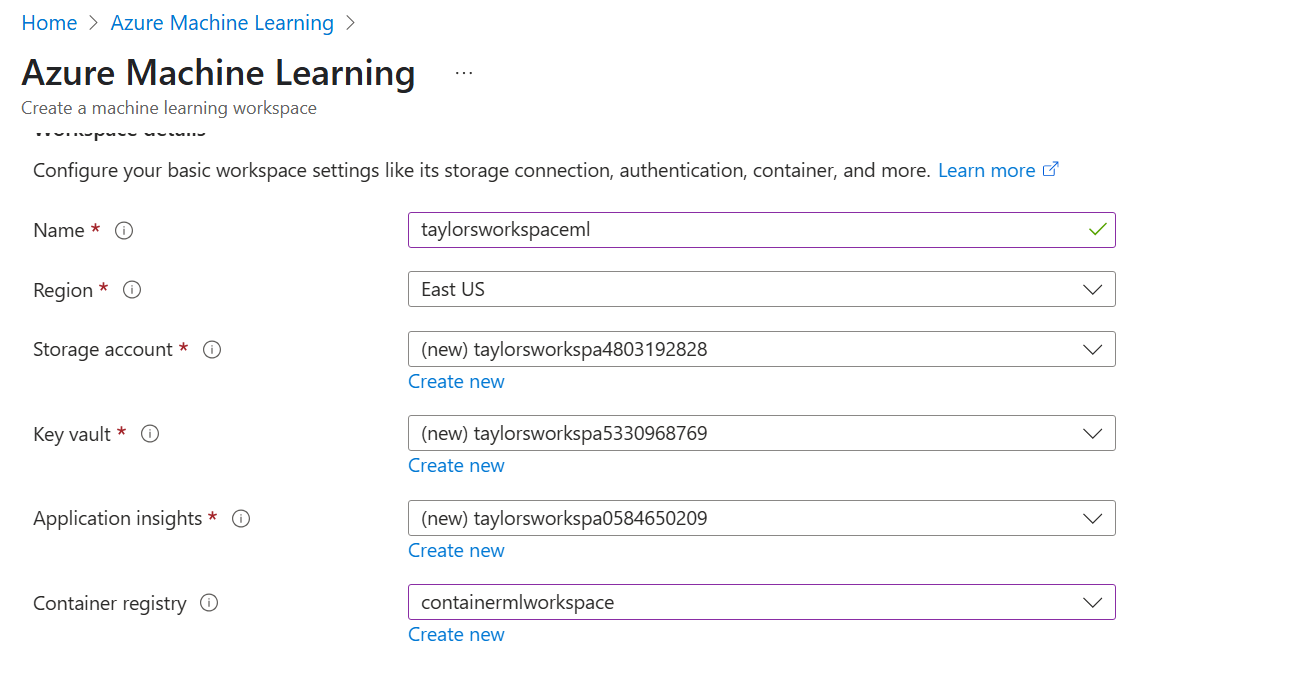 Home > Azure Machine Learning >
Azure Machine Learning ...
Create a machine learning workspace
Workspace details
Configure your basic workspace settings like its storage connection, authentication, container, and more. Learn more
Name *
taylorsworkspaceml
Region *
East US
Storage account *
(new) taylorsworkspa4803192828
Create new
Key vault *
(new) taylorsworkspa5330968769
Create new
Application insights *
(new) taylorsworkspa0584650209
Create new
Container registry
containermlworkspace
Create new